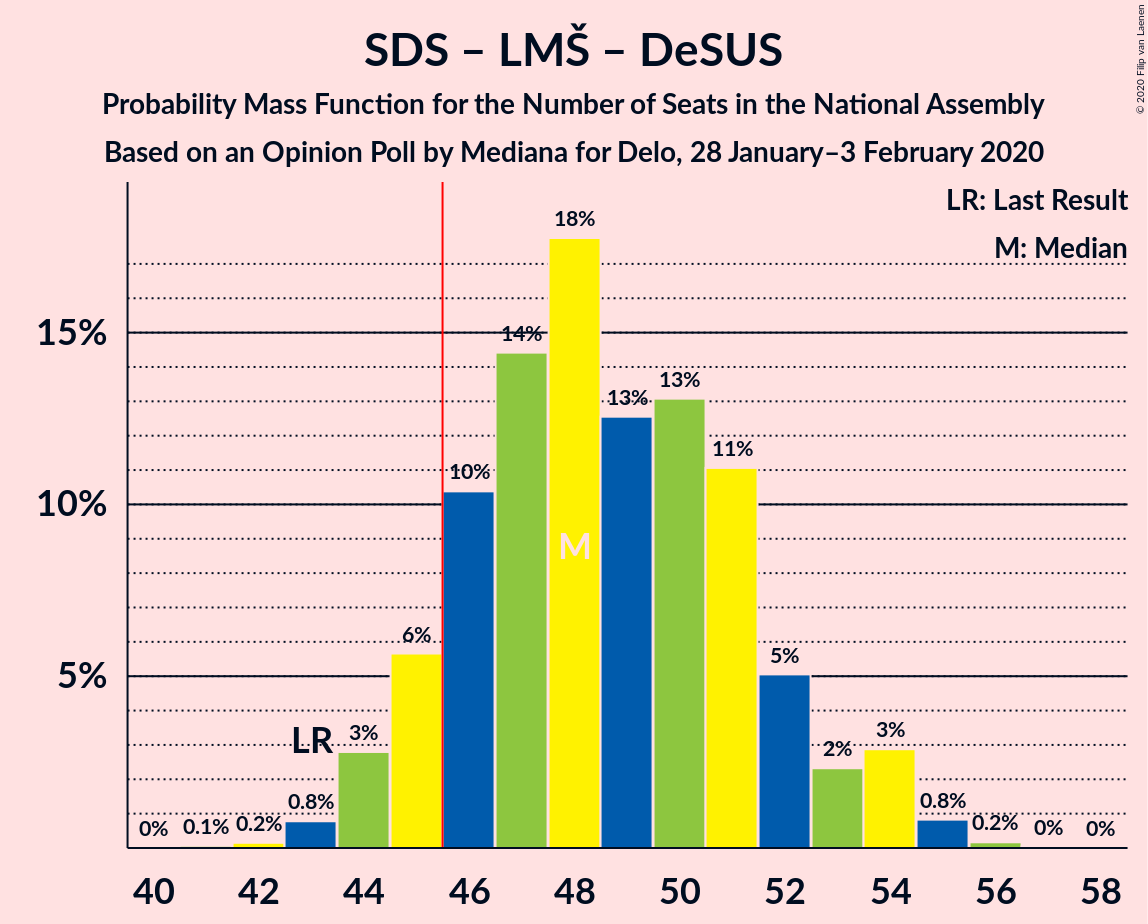 SDS – LMŠ – DeSUS
Probability Mass Function for the Number of Seats in the National Assembly
Based on an Opinion Poll by Mediana for Delo, 28 January–3 February 2020
© 2020 Filip van Laenen
LR: Last Result
M: Median
15%
10%
5%
0%
0.1%
0.2%
0.8%
LR
3%
6%
10%
14%
18%
M
13%
13%
11%
5%
2%
3%
0.8%
0.2%
0%
0%
40 42 44 46 48 50 52 54 56 58